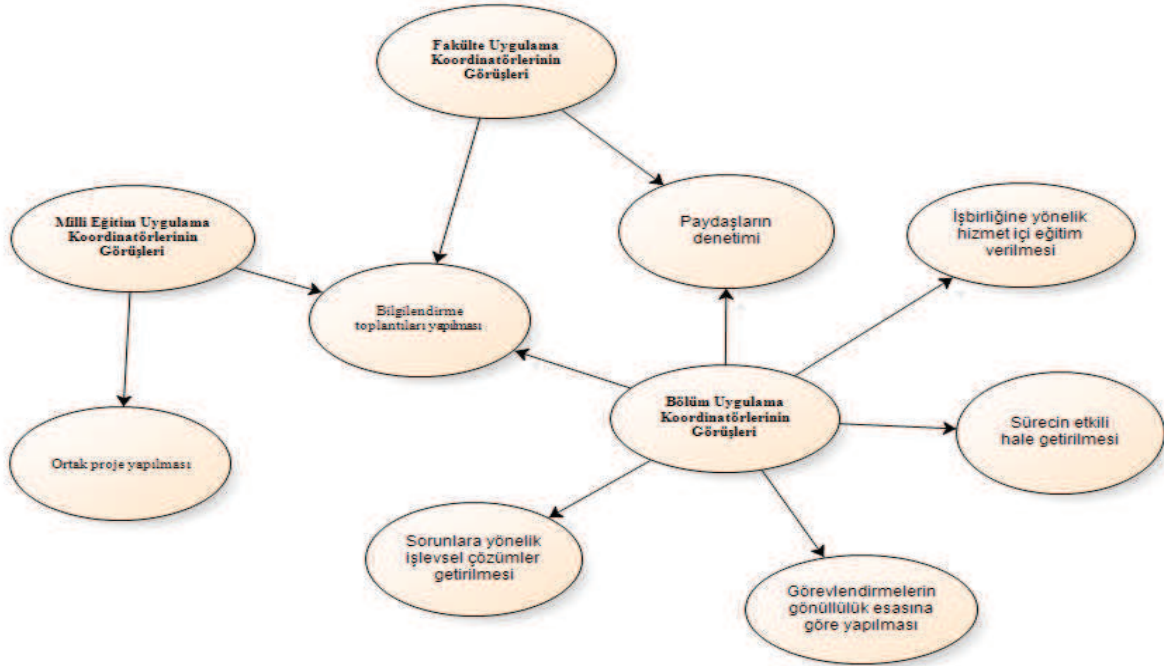 Fakülte Uygulama
Koordinatörlerinin
Görüşleri
Milli Eğitim Uygulama
Koordinatörlerinin
Görüşleri
Paydaşların
denetimi
İşbirliğine yönelik
hizmet içi eğitim
verilmesi
Bilgilendirme
toplantıları yapılması
Bölüm Uygulama
Koordinatörlerinin
Görüşleri
Sürecin etkili
hale getirilmesi
Ortak proje yapılması
Sorunlara yönelik
işlevsel çözümler
getirilmesi
Görevlendirmelerin
gönüllülük esasına
göre yapılması